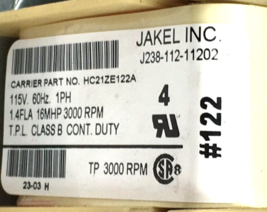 JAKEL INC.
J238-112-11202
CARRIER PART NO. HC21ZE122A
115V. 60Hz. 1PH
1.4FLA 16MHP 3000 RPM
T.P.L. CLASS B CONT. DUTY
4
#122
TP 3000 RPM
23-03 H